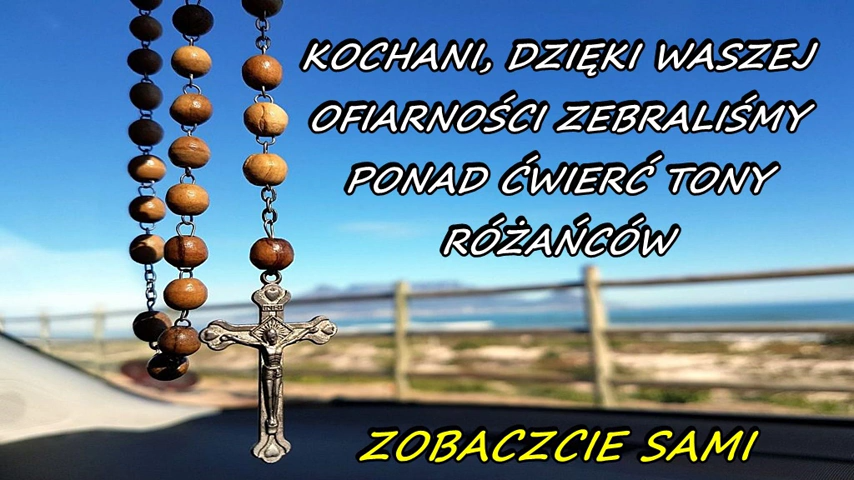 KOCHANI, DZIĘKI WASZEJ
OFIARNOŚCI ZEBRALIŚMY
PONAD ĆWIERĆ TONY
RÓŻAŃCÓW
ZOBACZCIE SAMI